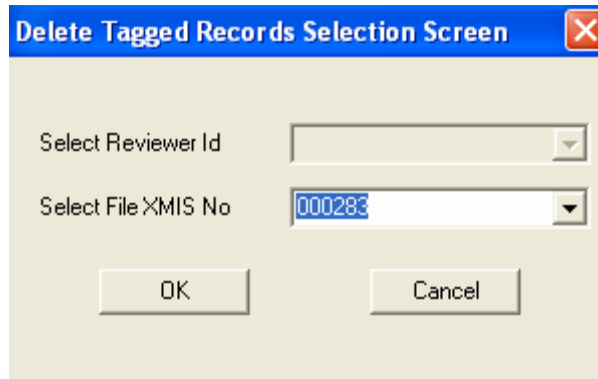 Delete Tagged Records Selection Screen
Select Reviewer Id
Select File XMIS No 000283
OK Cancel